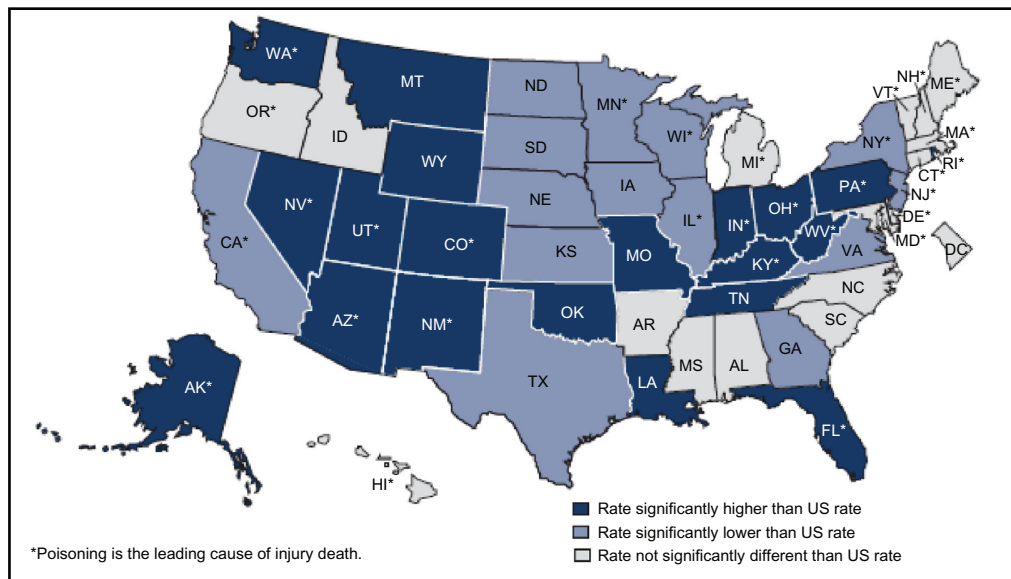 WA*
MT
ND
MN*
NH*
ME*
VT*
OR*
ID
WY
SD
WI*
MI*
NY*
MA*
RI*
CT*
NV*
UT*
CO*
NE
IA
IL*
IN*
OH*
PA*
NJ*
DE*
MD*
DC
CA*
KS
MO
KY*
WV*
VA
AZ*
NM*
OK
AR
TN
NC
SC
TX
LA
MS
AL
GA
FL*
AK*
HI*
Rate significantly higher than US rate
Rate significantly lower than US rate
Rate not significantly different than US rate
*Poisoning is the leading cause of injury death.